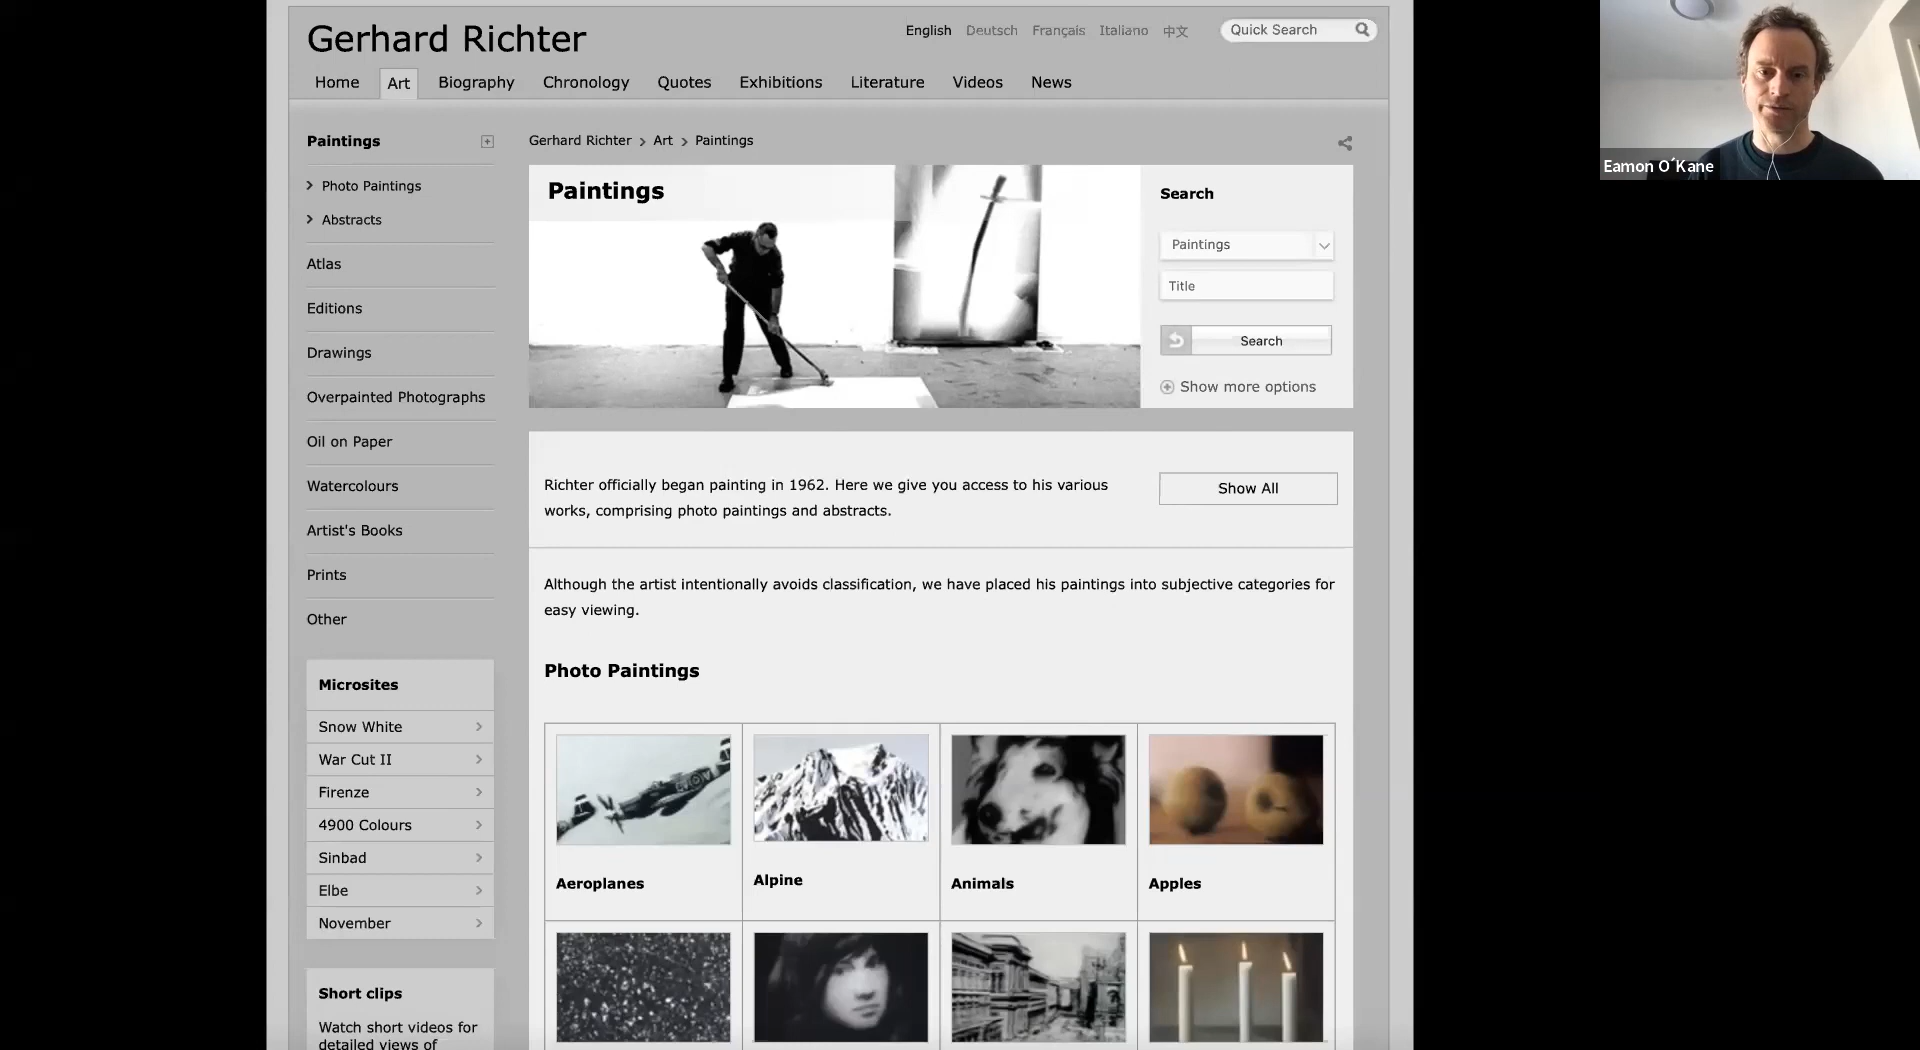 Gerhard Richter
English Deutsch Français Italiano 中文
Quick Search
Home Art Biography Chronology Quotes Exhibitions Literature Videos News
Paintings
Photo Paintings
Abstracts
Atlas
Editions
Drawings
Overpainted Photographs
Oil on Paper
Watercolours
Artist's Books
Prints
Other
Microsites
Snow White
War Cut II
Firenze
4900 Colours
Sinbad
Elbe
November
Short clips
Watch short videos for
detailed views of
Gerhard Richter > Art > Paintings
Paintings
Search
Paintings
Title
Search
Show more options
Richter officially began painting in 1962. Here we give you access to his various
works, comprising photo paintings and abstracts.
Show All
Although the artist intentionally avoids classification, we have placed his paintings into subjective categories for
easy viewing.
Photo Paintings
Aeroplanes
Alpine
Animals
Apples
Eamon O´Kane